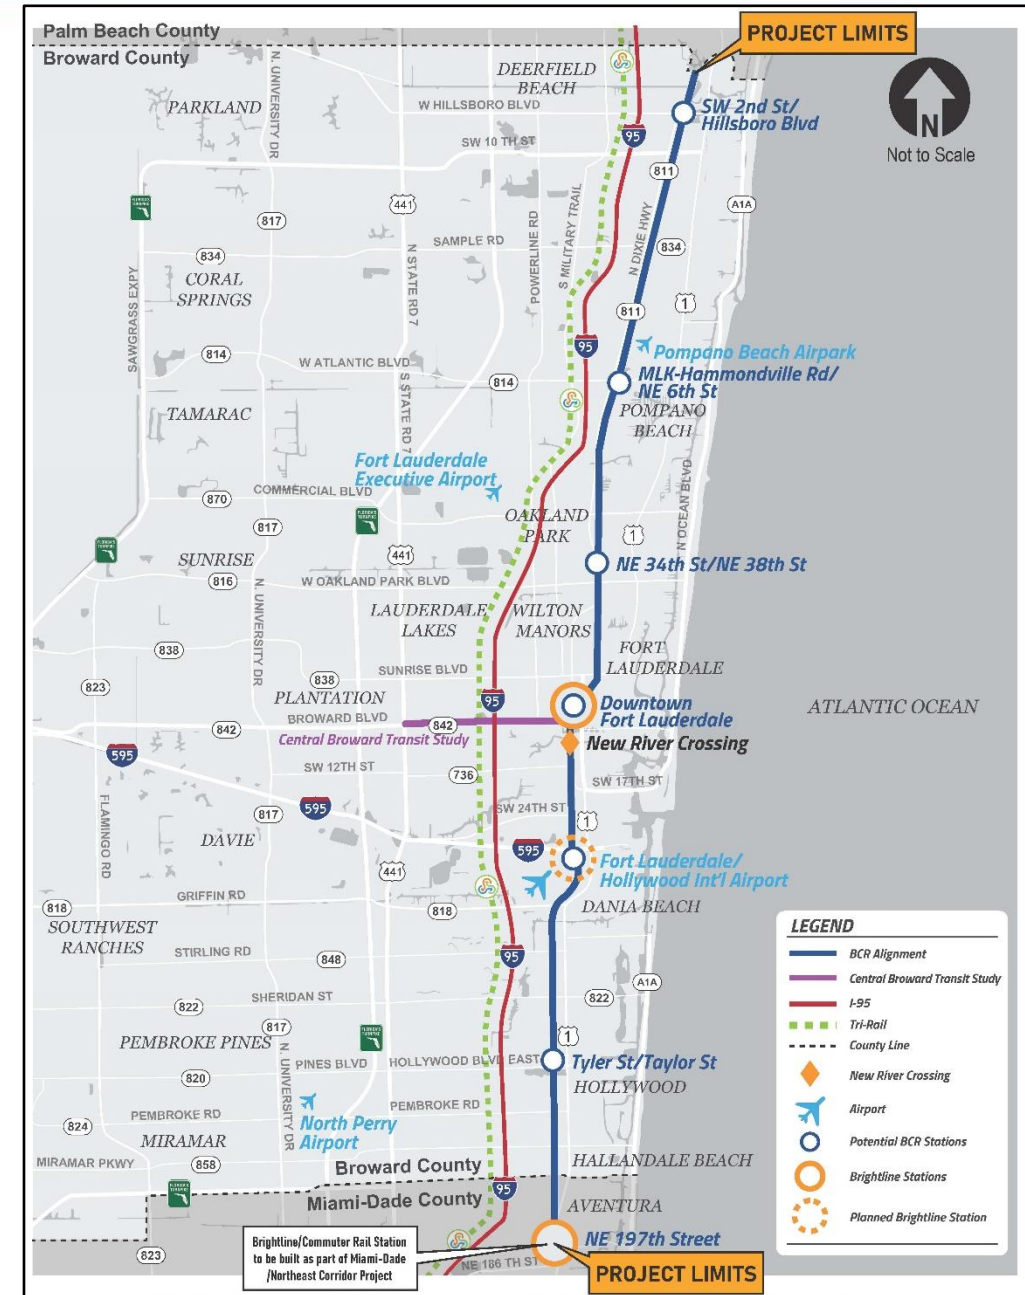 Palm Beach County
Broward County
PROJECT LIMITS
N
Not to Scale
DEERFIELD
BEACH
PARKLAND
N. UNIVERSITY DR
W HILLSBORO BLVD
SW 2nd St/
Hillsboro Blvd
SW 10 TH ST
95
811
441
A1A
817
SAMPLE RD
834
834
CORAL
SPRINGS
SAWGRASS EXPY
N STATE RD 7
POWERLINE RD
S MILITARY TRAIL
N DIXIE HWY
1
811
95
Pompano Beach Airpark
814
W ATLANTIC BLVD
814
MLK-Hammondville Rd/
NE 6th St
POMPANO
BEACH
TAMARAC
S STATE RD 7
Fort Lauderdale
Executive Airport
COMMERCIAL BLVD
870
817
OAKLAND
PARK
1
N OCEAN BLVD
SUNRISE
441
816
W OAKLAND PARK BLVD
NE 34th St/NE 38th St
N. UNIVERSITY DR
LAUDERDALE
LAKES
WILTON
MANORS
838
FORT
LAUDERDALE
823
838
SUNRISE BLVD
PLANTATION
95
Downtown
Fort Lauderdale
ATLANTIC OCEAN
842
BROWARD BLVD
842
Central Broward Transit Study
New River Crossing
595
SW 12TH ST
736
SW 17TH ST
FLAMINGO RD
817
595
SW 24TH ST
1
DAVIE
595
441
Fort Lauderdale/
Hollywood Int'l Airport
GRIFFIN RD
818
818
DANIA BEACH
SOUTHWEST
RANCHES
STIRLING RD
848
95
A1A
SHERIDAN ST
822
822
817
1
PEMBROKE PINES
N. UNIVERSITY DR
PINES BLVD
HOLLYWOOD BLVD EAST
Tyler St/Taylor St
820
HOLLYWOOD
PEMBROKE RD
PEMBROKE RD
824
North Perry
Airport
MIRAMAR
MIRAMAR PKWY
858
Broward County
HALLANDALE BEACH
Miami-Dade County
95
AVENTURA
823
Brightline/Commuter Rail Station
to be built as part of Miami-Dade
/Northeast Corridor Project
NE 197th Street
NE 186 TH ST
PROJECT LIMITS
LEGEND
BCR Alignment
Central Broward Transit Study
I-95
Tri-Rail
County Line
New River Crossing
Airport
Potential BCR Stations
Brightline Stations
Planned Brightline Station